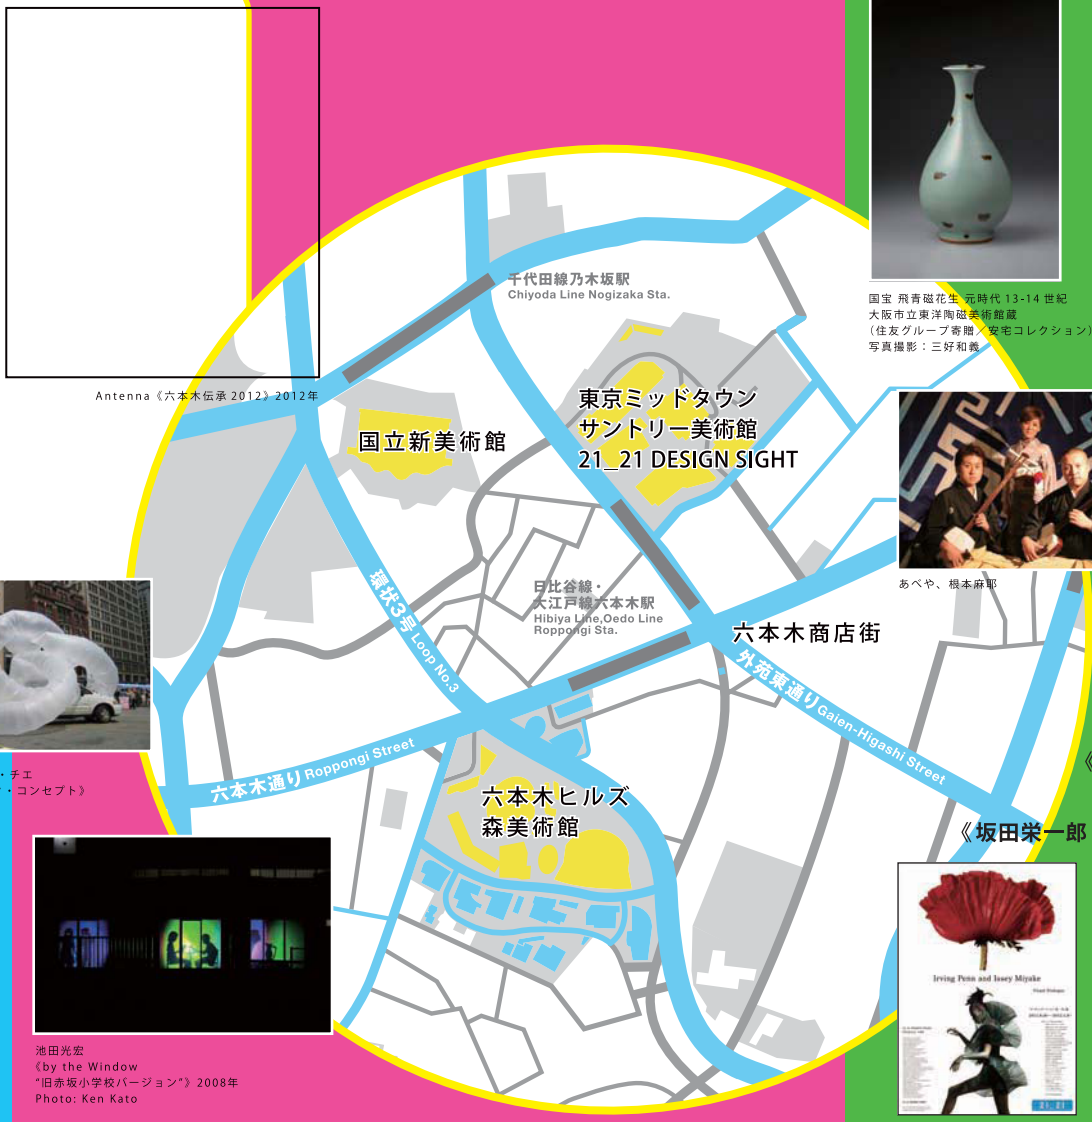 千代田線乃木坂駅
Chiyoda Line Nogizaka Sta.
国宝 飛青磁花生 元時代 13-14 世紀
大阪市立東洋陶磁美術館蔵
（住友グループ寄贈／安宅コレクション）
写真撮影：三好和義
Antenna《六本木伝承 2012》2012年
国立新美術館
東京ミッドタウン
サントリー美術館
21_21 DESIGN SIGHT
あべや、根本麻耶
日比谷線・
大江戸線六本木駅
Hibiya Line,Oedo Line
Roppongi Sta.
環状3号 Loop No.3
六本木商店街
外苑東通り Gaien-Higashi Street
六本木通り Roppongi Street
・チエ
・コンセプト》
六本木ヒルズ
森美術館
《
《坂田栄一郎
Irving Penn and Issey Miyake
Visual Dialogue
21_21
池田光宏
《by the Window
“旧赤坂小学校バージョン”》2008年
Photo: Ken Kato